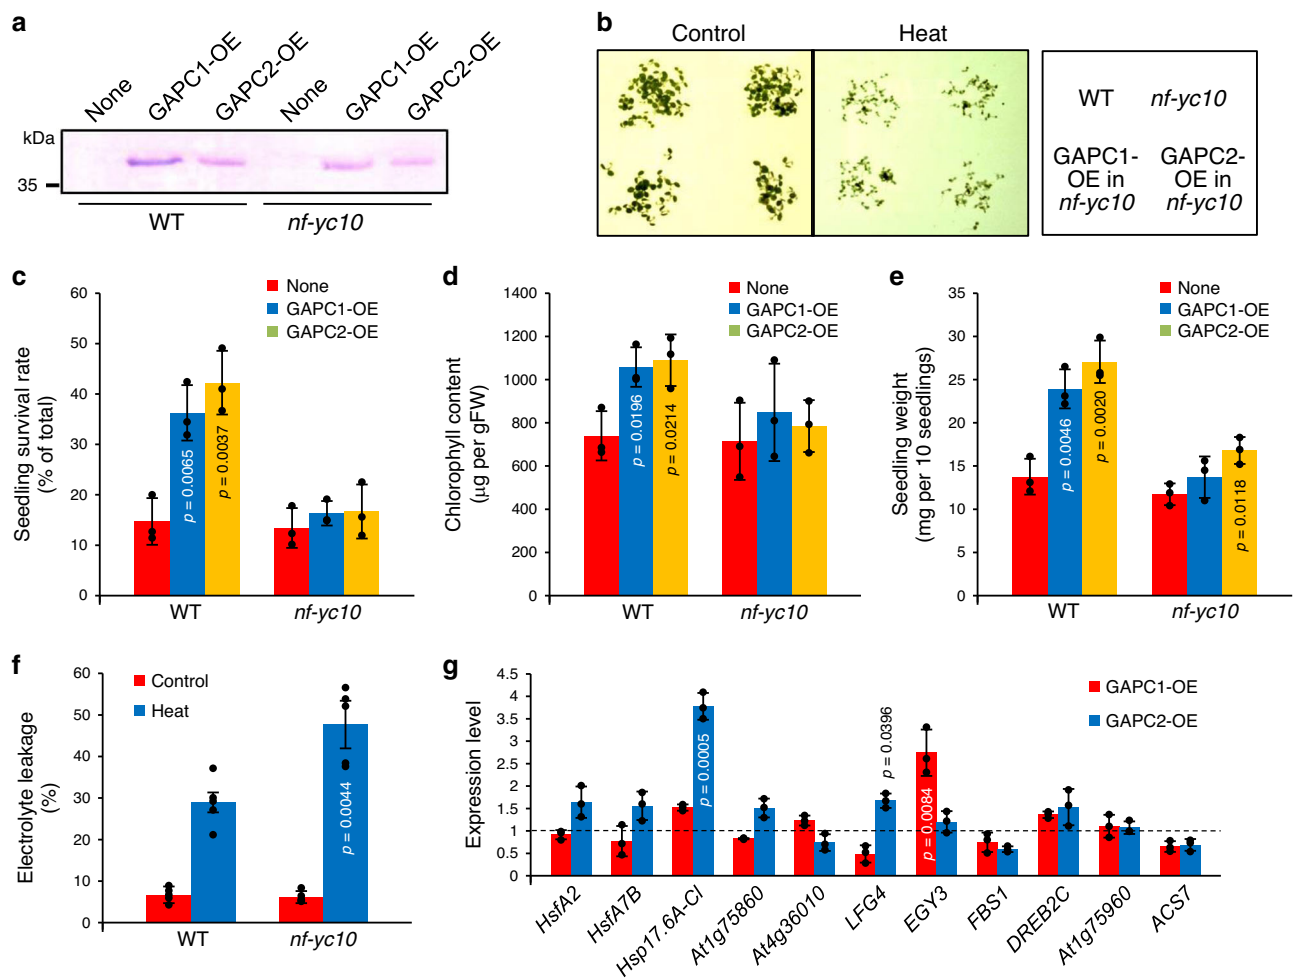 a
None
GAPC1-OE
GAPC2-OE
None
GAPC1-OE
GAPC2-OE
kDa
35
WT
nf-yc10
b
Control
Heat
WT nf-yc10
GAPC1- GAPC2-
OE in OE in
nf-yc10 nf-yc10
c
None
GAPC1-OE
GAPC2-OE
Seedling survival rate
(% of total)
60
50
40
30
20
10
0
p = 0.0065
p = 0.0037
WT
nf-yc10
d
None
GAPC1-OE
GAPC2-OE
Chlorophyll content
(μg per gFW)
1400
1200
1000
800
600
400
200
0
p = 0.0196
p = 0.0214
WT
nf-yc10
e
None
GAPC1-OE
GAPC2-OE
Seedling weight
(mg per 10 seedlings)
35
30
25
20
15
10
5
0
p = 0.0046
p = 0.0020
p = 0.0118
WT
nf-yc10
f
Control
Heat
Electrolyte leakage
(%)
60
50
40
30
20
10
0
p = 0.0044
WT
nf-yc10
g
GAPC1-OE
GAPC2-OE
Expression level
4.5
4
3.5
3
2.5
2
1.5
1
0.5
0
p = 0.0005
p = 0.0396
p = 0.0084
HsfA2
HsfA7B
Hsp17.6A-CI
At1g75860
At4g36010
LFG4
EGY3
FBS1
DREB2C
At1g75960
ACS7